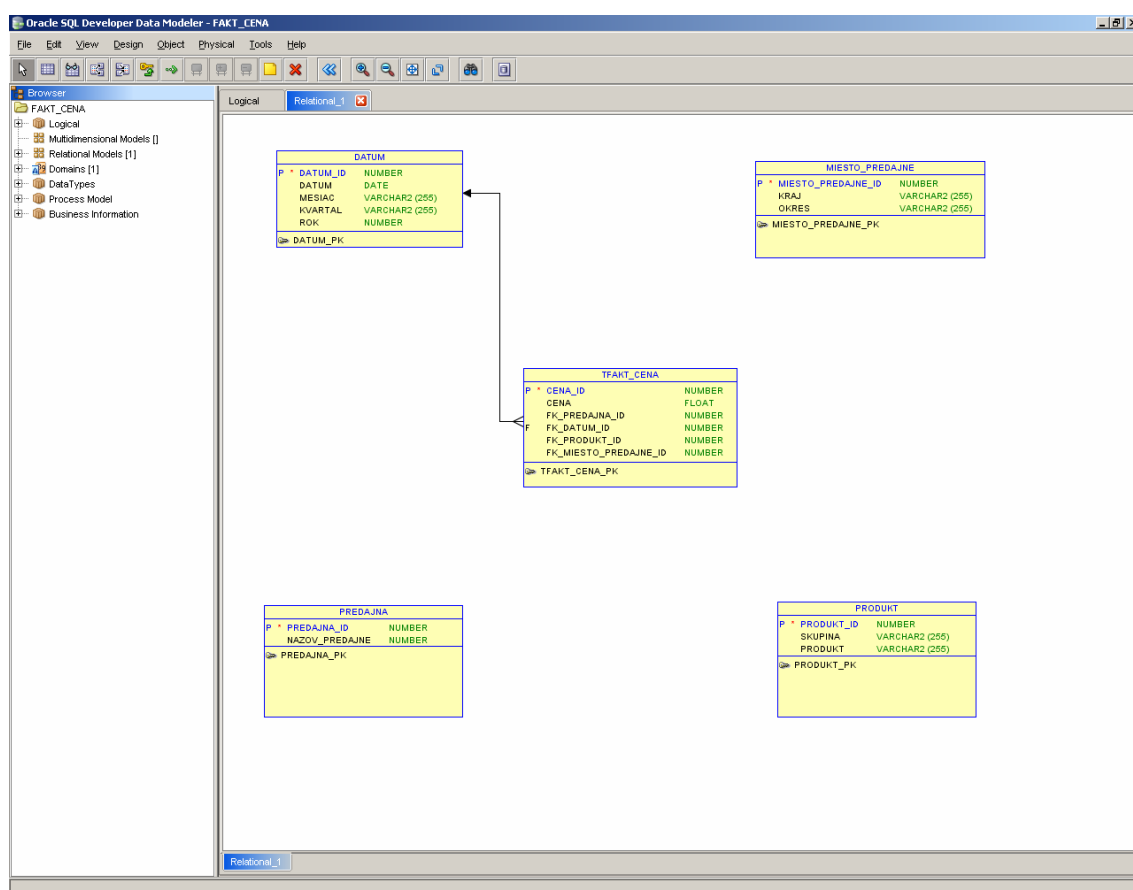 Oracle SQL Developer Data Modeler - FAKT_CENA
File Edit View Design Object Physical Tools Help
Browser
FAKT_CENA
Logical
Multidimensional Models []
Relational Models [1]
Domains [1]
DataTypes
Process Model
Business Information
Logical Relational_1
DATUM
P * DATUM_ID NUMBER
DATUM DATE
MESIAC VARCHAR2 (255)
KVARTAL VARCHAR2 (255)
ROK NUMBER
DATUM_PK
MIESTO_PREDAJNE
P * MIESTO_PREDAJNE_ID NUMBER
KRAJ VARCHAR2 (255)
OKRES VARCHAR2 (255)
MIESTO_PREDAJNE_PK
TFAKT_CENA
P * CENA_ID NUMBER
CENA FLOAT
FK_PREDAJNA_ID NUMBER
F FK_DATUM_ID NUMBER
FK_PRODUKT_ID NUMBER
FK_MIESTO_PREDAJNE_ID NUMBER
TFAKT_CENA_PK
PREDAJNA
P * PREDAJNA_ID NUMBER
NAZOV_PREDAJNE NUMBER
PREDAJNA_PK
PRODUKT
P * PRODUKT_ID NUMBER
SKUPINA VARCHAR2 (255)
PRODUKT VARCHAR2 (255)
PRODUKT_PK
Relational_1